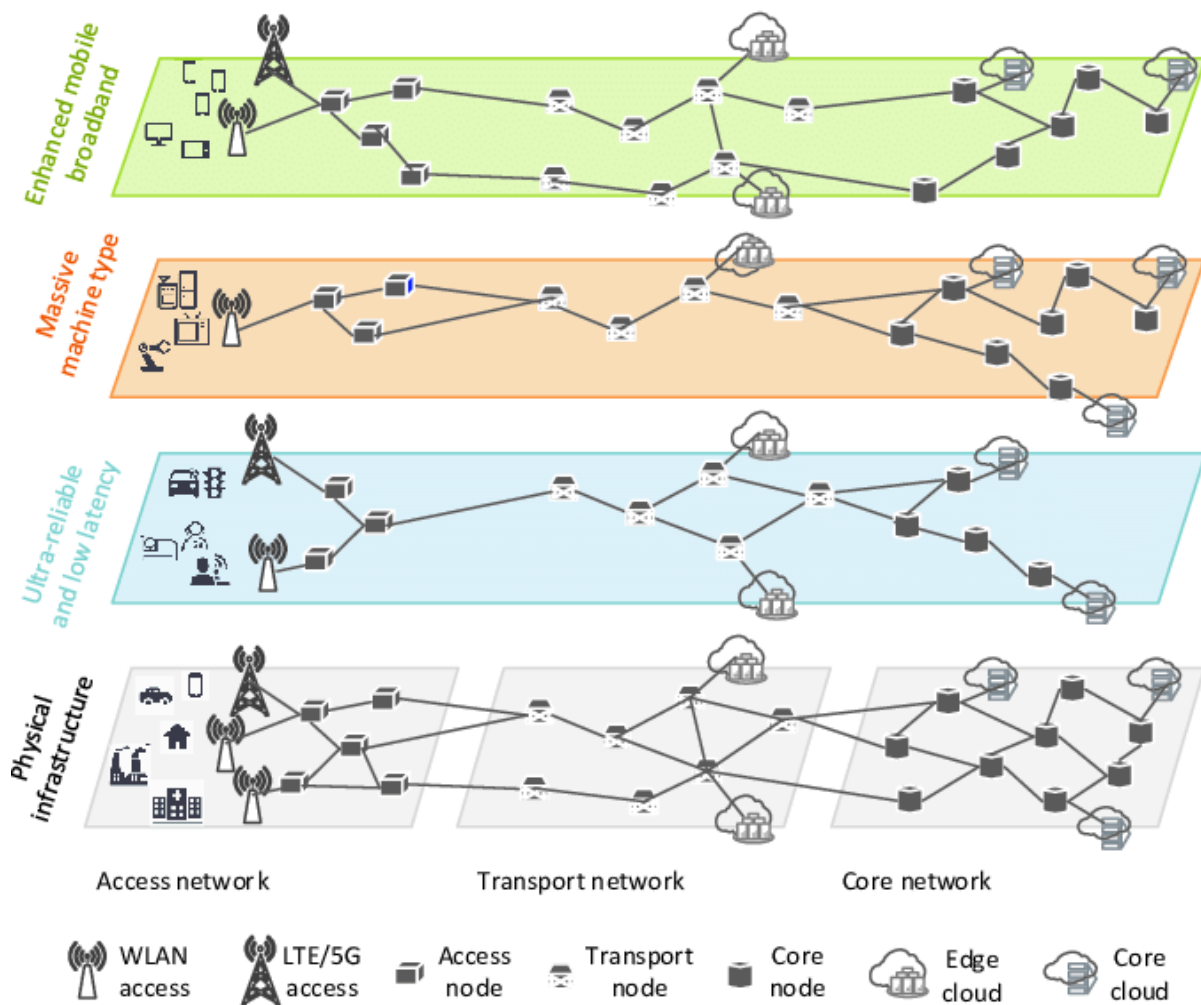 Enhanced mobile
broadband
Massive
machine type
Ultra-reliable
and low latency
Physical
infrastructure
Access network
Transport network
Core network
WLAN
access
LTE/5G
access
Access
node
Transport
node
Core
node
Edge
cloud
Core
cloud